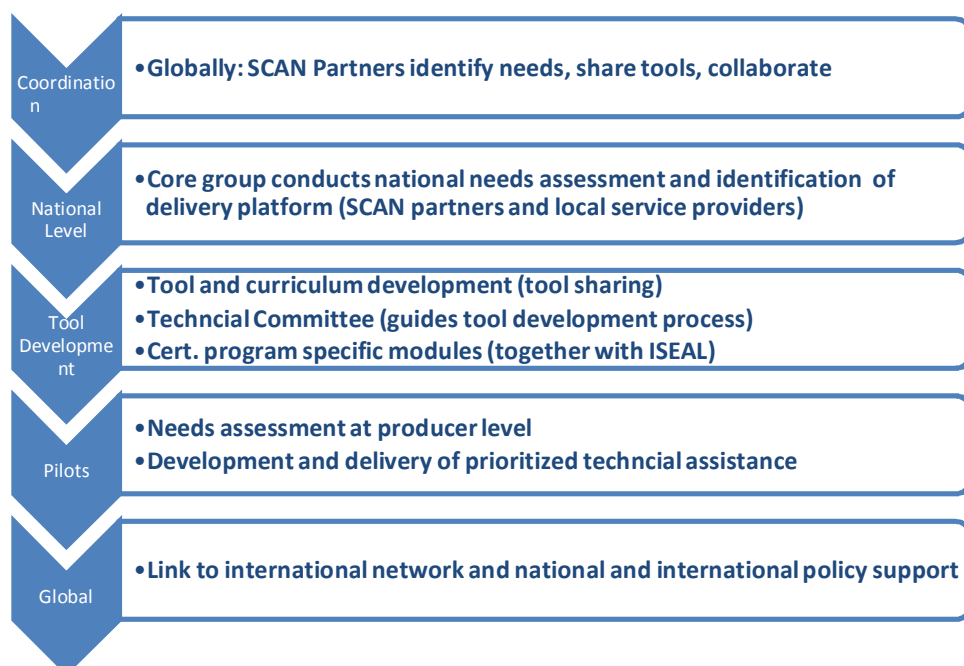 Coordinatio
n
•Globally: SCAN Partners identify needs, share tools, collaborate
National
Level
•Core group conducts national needs assessment and identification of
delivery platform (SCAN partners and local service providers)
Tool
Developme
nt
•Tool and curriculum development (tool sharing)
•Techncial Committee (guides tool development process)
•Cert. program specific modules (together with ISEAL)
Pilots
•Needs assessment at producer level
•Development and delivery of prioritized techncial assistance
Global
•Link to international network and national and international policy support